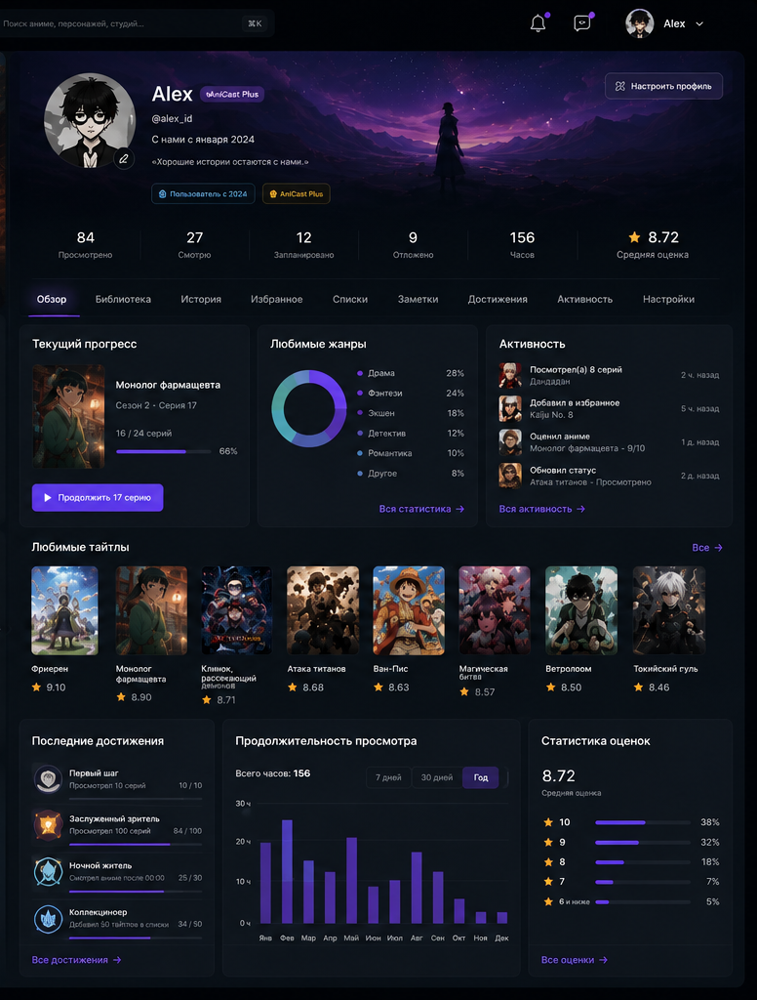 Поиск аниме, персонажей, студий...
⌘K
Alex
Alex
AniCast Plus
Настроить профиль
@alex_id
С нами с января 2024
«Хорошие истории остаются с нами.»
Пользователь с 2024
AniCast Plus
84
27
12
9
156
8.72
Просмотрено
Смотрю
Запланировано
Отложено
Часов
Средняя оценка
Обзор
Библиотека
История
Избранное
Списки
Заметки
Достижения
Активность
Настройки
Текущий прогресс
Монолог фармацевта
Сезон 2 • Серия 17
16 / 24 серий
66%
Продолжить 17 серию
Любимые жанры
Драма 28%
Фэнтези 24%
Экшен 18%
Детектив 12%
Романтика 10%
Другое 8%
Вся статистика →
Активность
Посмотрел(а) 8 серий
Дандадан
2 ч. назад
Добавил в избранное
Kaiju No. 8
5 ч. назад
Оценил аниме
Монолог фармацевта - 9/10
1 д. назад
Обновил статус
Атака титанов - Просмотрено
2 д. назад
Вся активность →
Любимые тайтлы
Все →
Фрирен
9.10
Монолог
фармацевта
8.90
Клинок,
рассекающий
8.71
Атака титанов
8.68
Ван-Пис
8.63
Магическая
битва
8.57
Ветролоом
8.50
Токийский гуль
8.46
Последние достижения
Первый шаг
Просмотрел 10 серий 10 / 10
Заслуженный зритель
Просмотрел 100 серий 84 / 100
Ночной житель
Смотрел аниме после 00:00 25 / 30
Коллекциноер
Добавил 50 тайтлов в списки 34 / 50
Все достижения →
Продолжительность просмотра
Всего часов: 156
7 дней
30 дней
Год
30 ч
20 ч
10 ч
0 ч
Янв Фев Мар Апр Май Июн Июл Авг Сен Окт Ноя Дек
Статистика оценок
8.72
Средняя оценка
10 38%
9 32%
8 18%
7 7%
6 и ниже 5%
Все оценки →